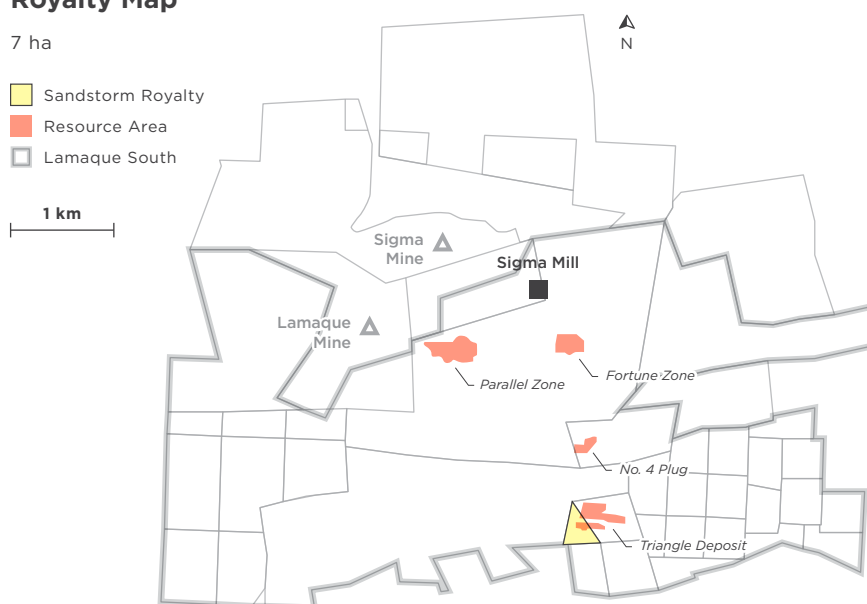 Royalty Map
7 ha
N
Sandstorm Royalty
Resource Area
Lamaque South
1 km
Sigma
Mine
Sigma Mill
Lamaque
Mine
Parallel Zone
Fortune Zone
No. 4 Plug
Triangle Deposit